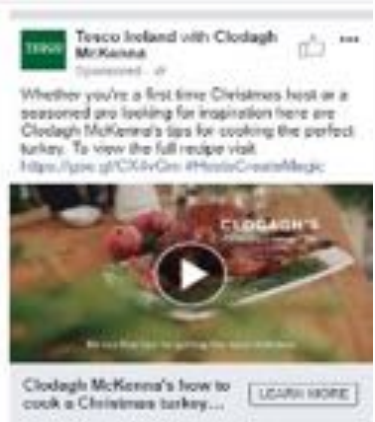 TESCO
Tesco Ireland with Clodagh
McKenna
Sponsored
Whether you're a first time Christmas host or a
seasoned pro looking for inspiration here are
Clodagh McKenna's tips for cooking the perfect
turkey. To view the full recipe visit
#HostsCreateMagic
CLODAGH'S
Clodagh McKenna's how to
cook a Christmas turkey...
LEARN MORE